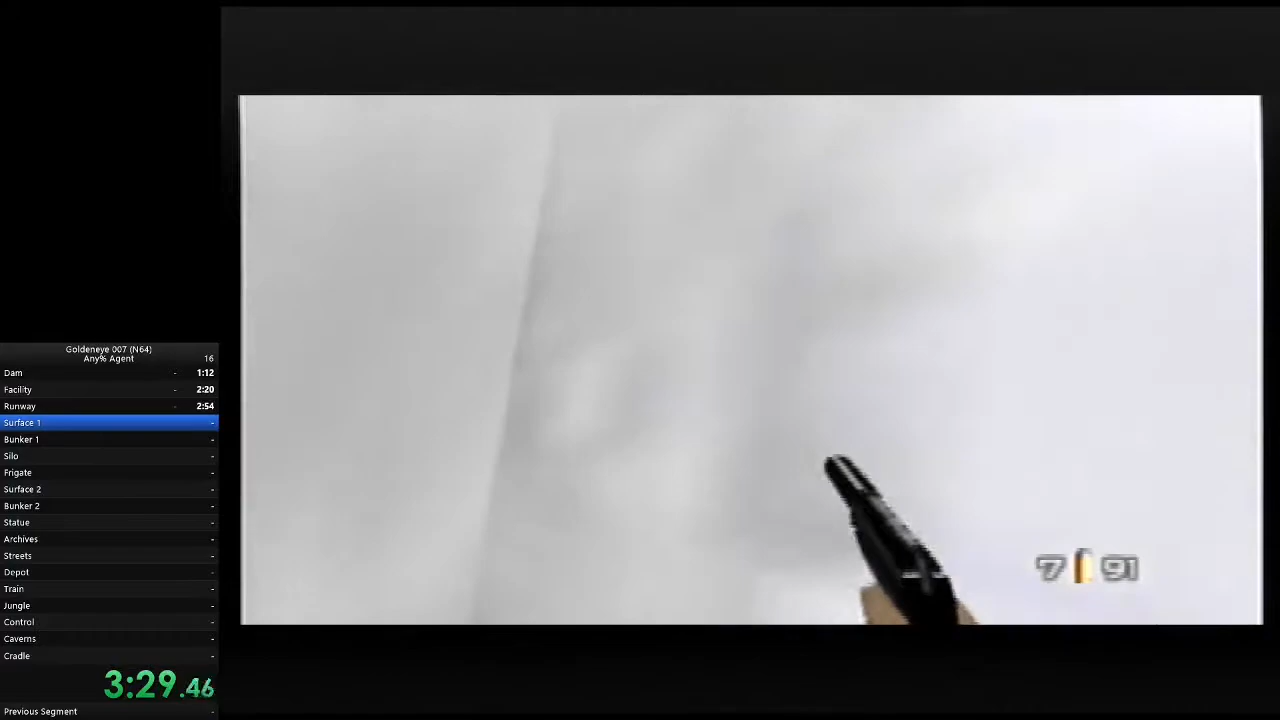 Goldeneye 007 (N64)
Any% Agent 16
Dam - 1:12
Facility - 2:20
Runway - 2:54
Surface 1 -
Bunker 1 -
Silo -
Frigate -
Surface 2 -
Bunker 2 -
Statue -
Archives -
Streets -
Depot -
Train -
Jungle -
Control -
Caverns -
Cradle -
3:29.46
Previous Segment -
7 91